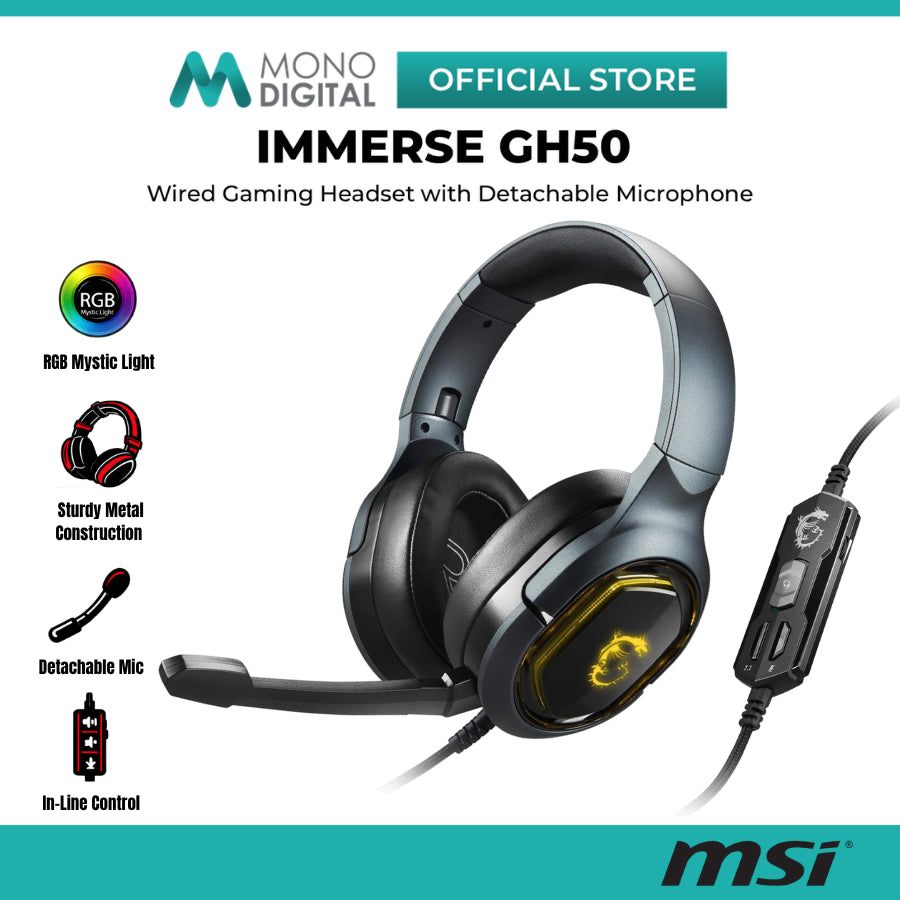 MONO
DIGITAL
OFFICIAL STORE
IMMERSE GH50
Wired Gaming Headset with Detachable Microphone
RGB
Mystic Light
RGB Mystic Light
Sturdy Metal
Construction
Detachable Mic
In-Line Control
7.1
msi®